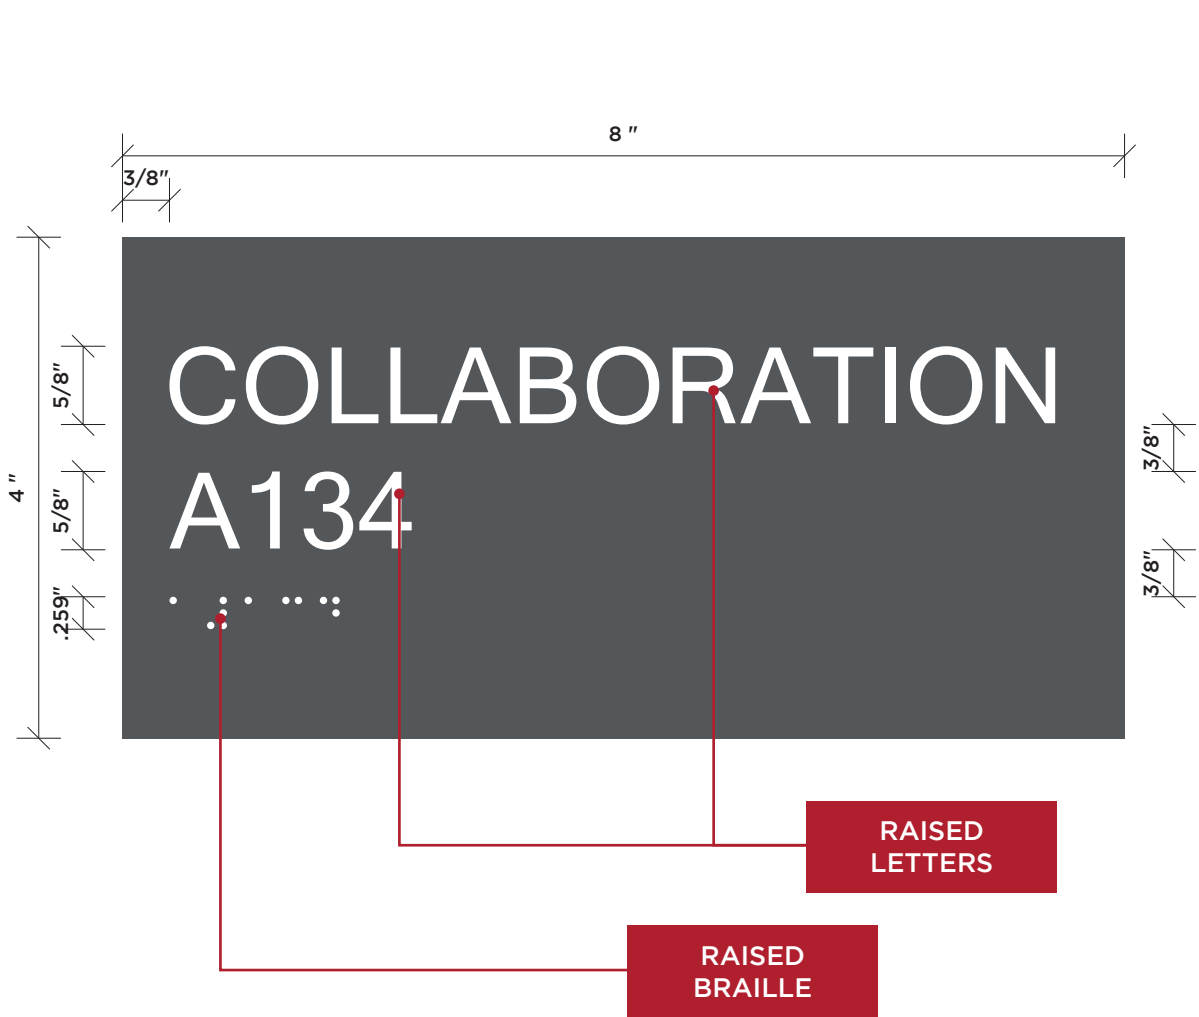 8 "
3/8"
4 "
5/8"
COLLABORATION
3/8"
5/8"
A134
3/8"
.259"
⠁⠼⠁⠉⠙
RAISED
LETTERS
RAISED
BRAILLE